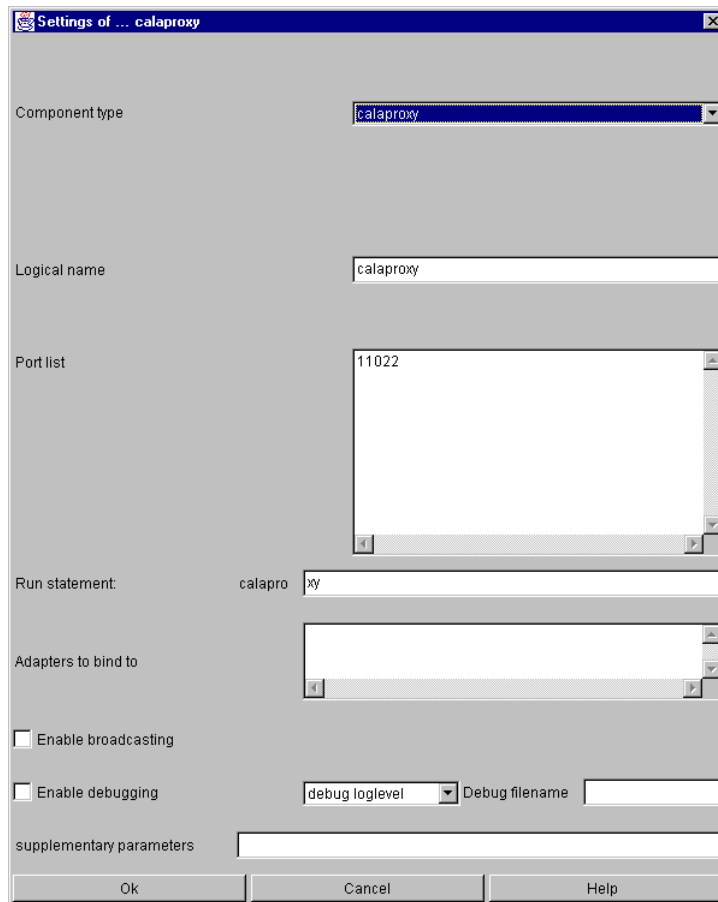 Settings of ... calaproxy
Component type calaproxy
Logical name calaproxy
Port list 11022
Run statement: calapro xy
Adapters to bind to
Enable broadcasting
Enable debugging debug loglevel Debug filename
supplementary parameters
Ok Cancel Help